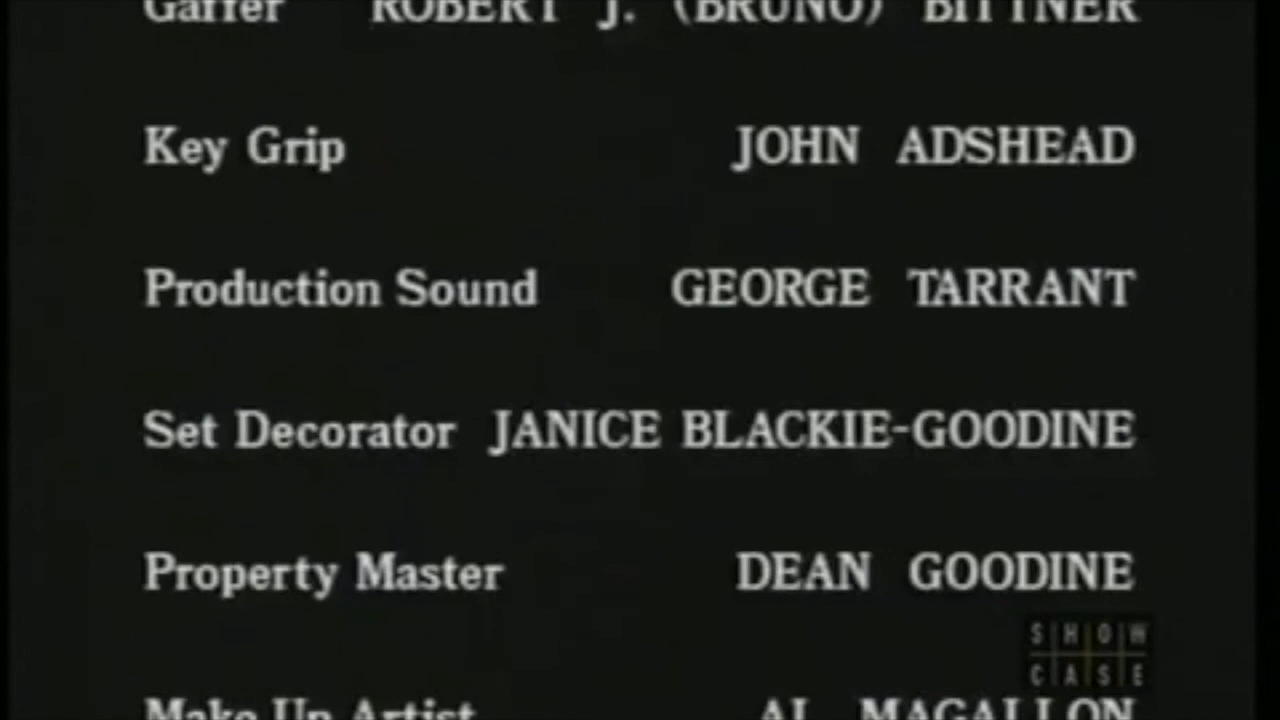 Gaffer ROBERT J. (BRUNO) BITTNER
Key Grip JOHN ADSHEAD
Production Sound GEORGE TARRANT
Set Decorator JANICE BLACKIE-GOODINE
Property Master DEAN GOODINE
SHOW
CASE
Make Up Artist AL MAGALLON